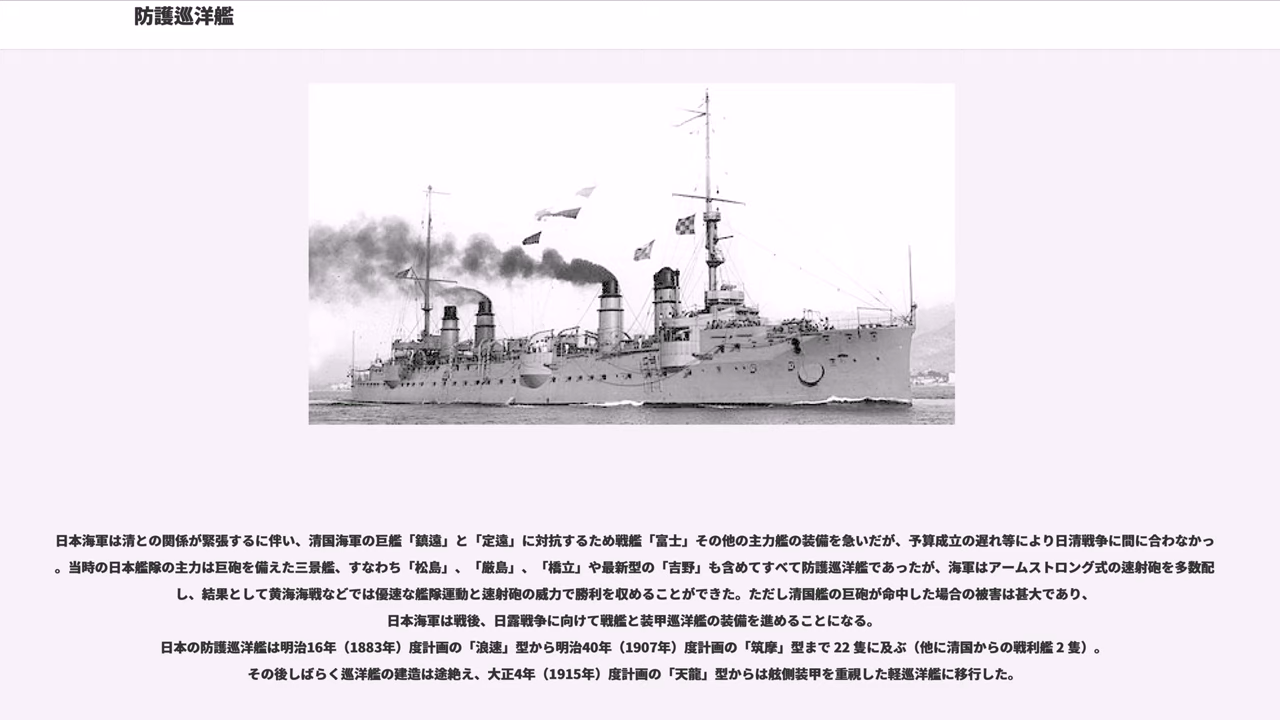 防護巡洋艦
日本海軍は清との関係が緊張するに伴い、清国海軍の巨艦「鎮遠」と「定遠」に対抗するため戦艦「富士」その他の主力艦の装備を急いだが、予算成立の遅れ等により日清戦争に間に合わなかっ
。当時の日本艦隊の主力は巨砲を備えた三景艦、すなわち「松島」、「厳島」、「橋立」や最新型の「吉野」も含めてすべて防護巡洋艦であったが、海軍はアームストロング式の速射砲を多数配
し、結果として黄海海戦などでは優速な艦隊運動と速射砲の威力で勝利を収めることができた。ただし清国艦の巨砲が命中した場合の被害は甚大であり、
日本海軍は戦後、日露戦争に向けて戦艦と装甲巡洋艦の装備を進めることになる。
日本の防護巡洋艦は明治16年（1883年）度計画の「浪速」型から明治40年（1907年）度計画の「筑摩」型まで 22 隻に及ぶ（他に清国からの戦利艦 2 隻）。
その後しばらく巡洋艦の建造は途絶え、大正4年（1915年）度計画の「天龍」型からは舷側装甲を重視した軽巡洋艦に移行した。